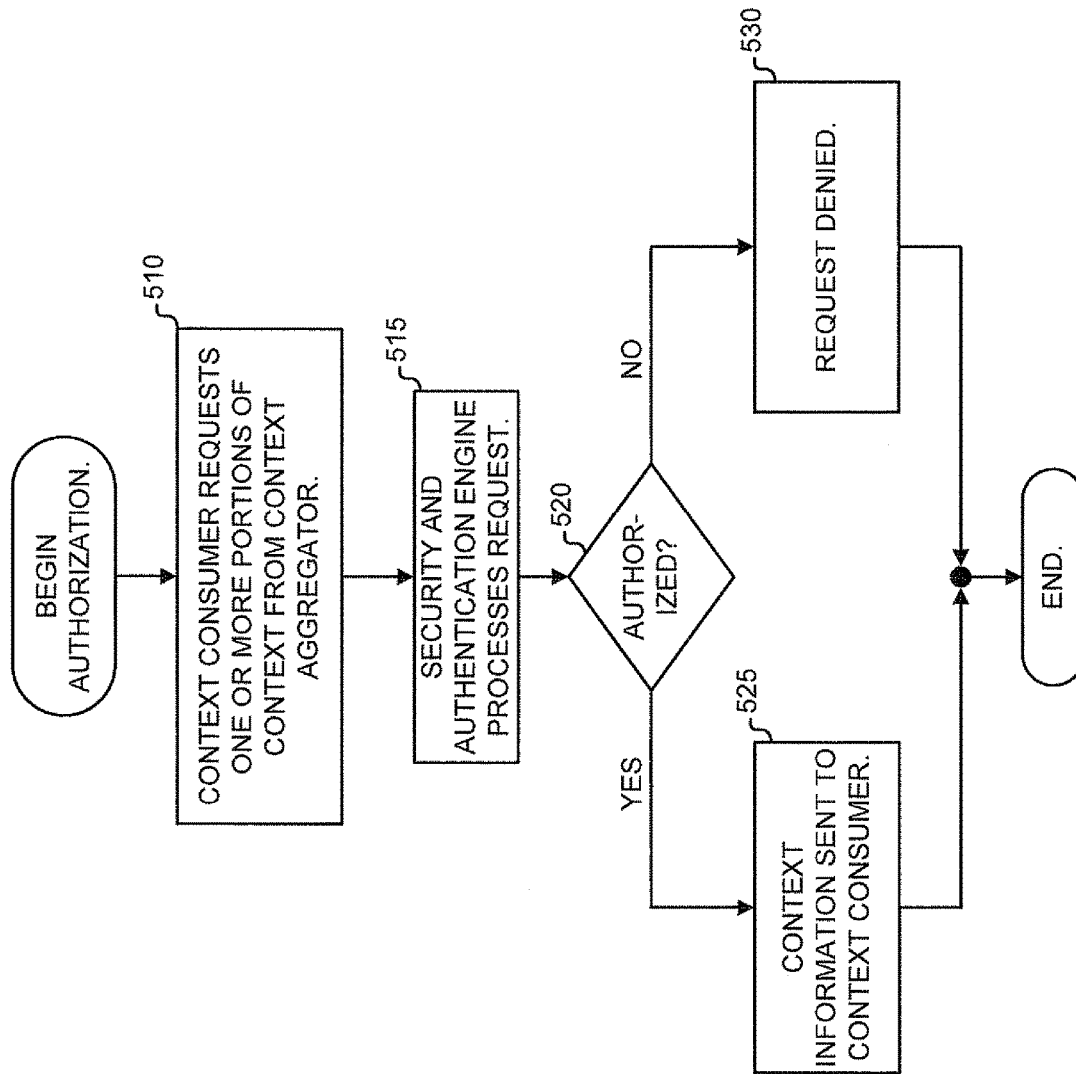 BEGIN
AUTHORIZATION.
510
CONTEXT CONSUMER REQUESTS
ONE OR MORE PORTIONS OF
CONTEXT FROM CONTEXT
AGGREGATOR.
515
SECURITY AND
AUTHENTICATION ENGINE
PROCESSES REQUEST.
520
AUTHOR-
IZED?
YES
NO
525
CONTEXT
INFORMATION SENT TO
CONTEXT CONSUMER.
530
REQUEST DENIED.
END.